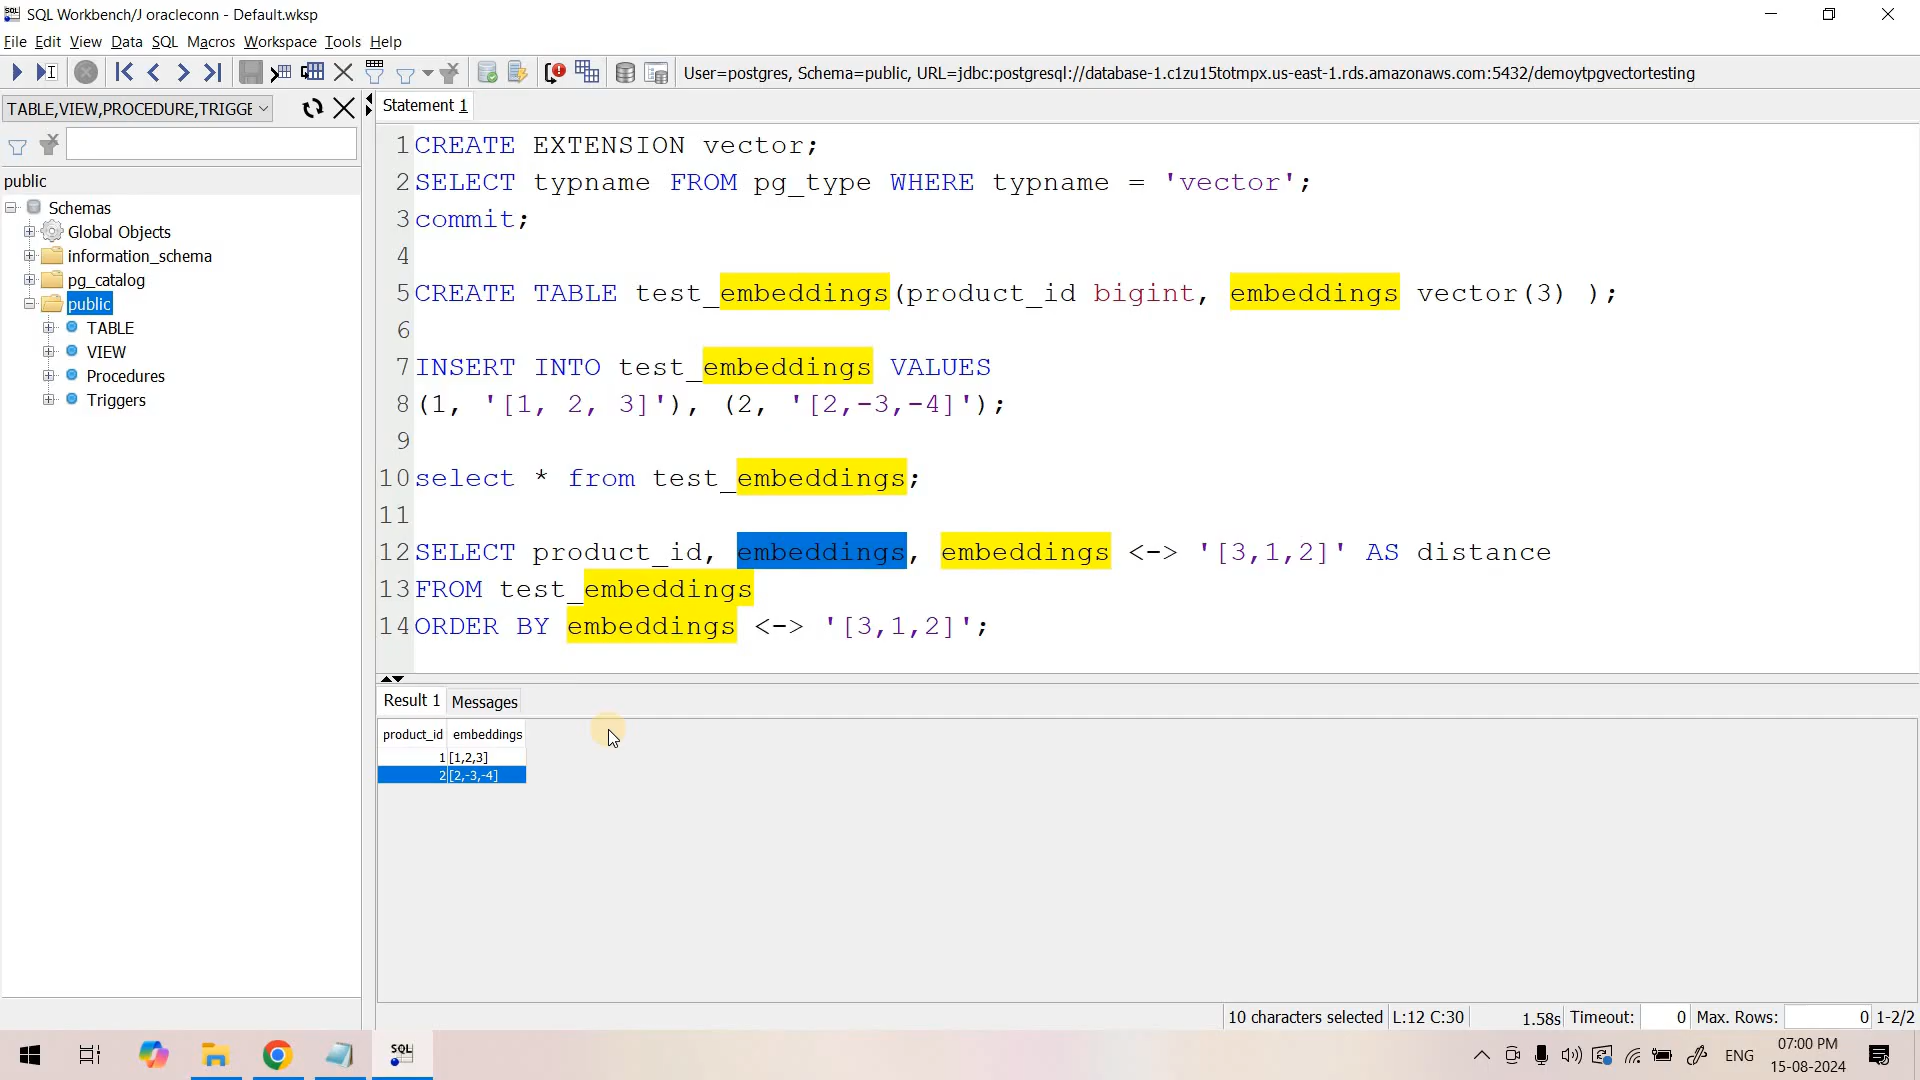 SQL Workbench/J oracleconn - Default.wksp
File Edit View Data SQL Macros Workspace Tools Help
User=postgres, Schema=public, URL=jdbc:postgresql://database-1.c1zu15totmpx.us-east-1.rds.amazonaws.com:5432/demoytpgvectortesting
TABLE,VIEW,PROCEDURE,TRIGGE
Statement 1
public
Schemas
Global Objects
information_schema
pg_catalog
public
TABLE
VIEW
Procedures
Triggers
1 CREATE EXTENSION vector;
2 SELECT typname FROM pg_type WHERE typname = 'vector';
3 commit;
4
5 CREATE TABLE test_embeddings(product_id bigint, embeddings vector(3) );
6
7 INSERT INTO test_embeddings VALUES
8 (1, '[1, 2, 3]'), (2, '[2,-3,-4]');
9
10 select * from test_embeddings;
11
12 SELECT product_id, embeddings, embeddings <-> '[3,1,2]' AS distance
13 FROM test_embeddings
14 ORDER BY embeddings <-> '[3,1,2]';
Result 1 Messages
product_id embeddings
1 [1,2,3]
2 [2,-3,-4]
10 characters selected L:12 C:30 1.58s Timeout: 0 Max. Rows: 0 1-2/2
SQL
ENG
07:00 PM
15-08-2024